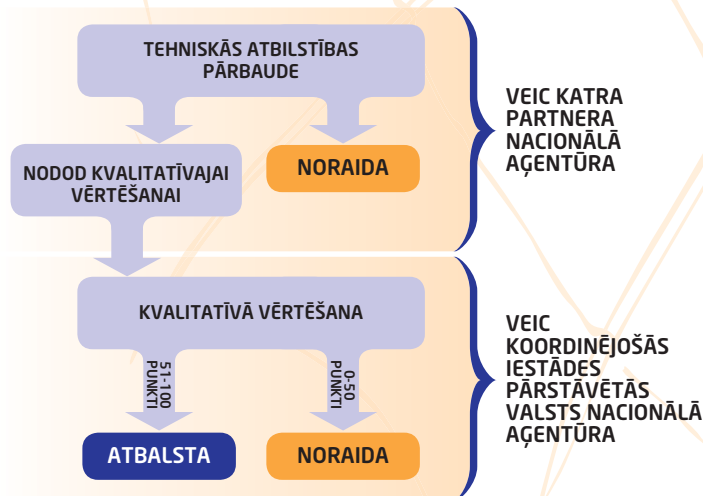 TEHNISKĀS ATBILSTĪBAS
PĀRBAUDE
VEIC KATRA
PARTNERA
NACIONĀLĀ
AĢENTŪRA
NODOD KVALITATĪVAJAI
VĒRTĒŠANAI
NORAIDA
KVALITATĪVĀ VĒRTĒŠANA
51-100
PUNKTI
0-50
PUNKTI
ATBALSTA
NORAIDA
VEIC
KOORDINĒJOŠĀS
IESTĀDES
PĀRSTĀVĒTĀS
VALSTS NACIONĀLĀ
AĢENTŪRA